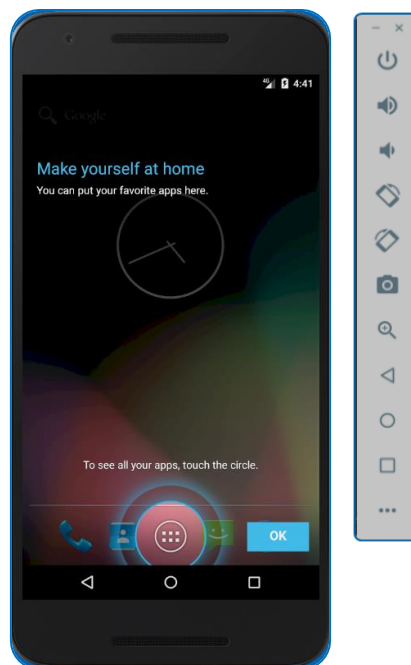 4G 4:41
Google
Make yourself at home
You can put your favorite apps here.
To see all your apps, touch the circle.
OK